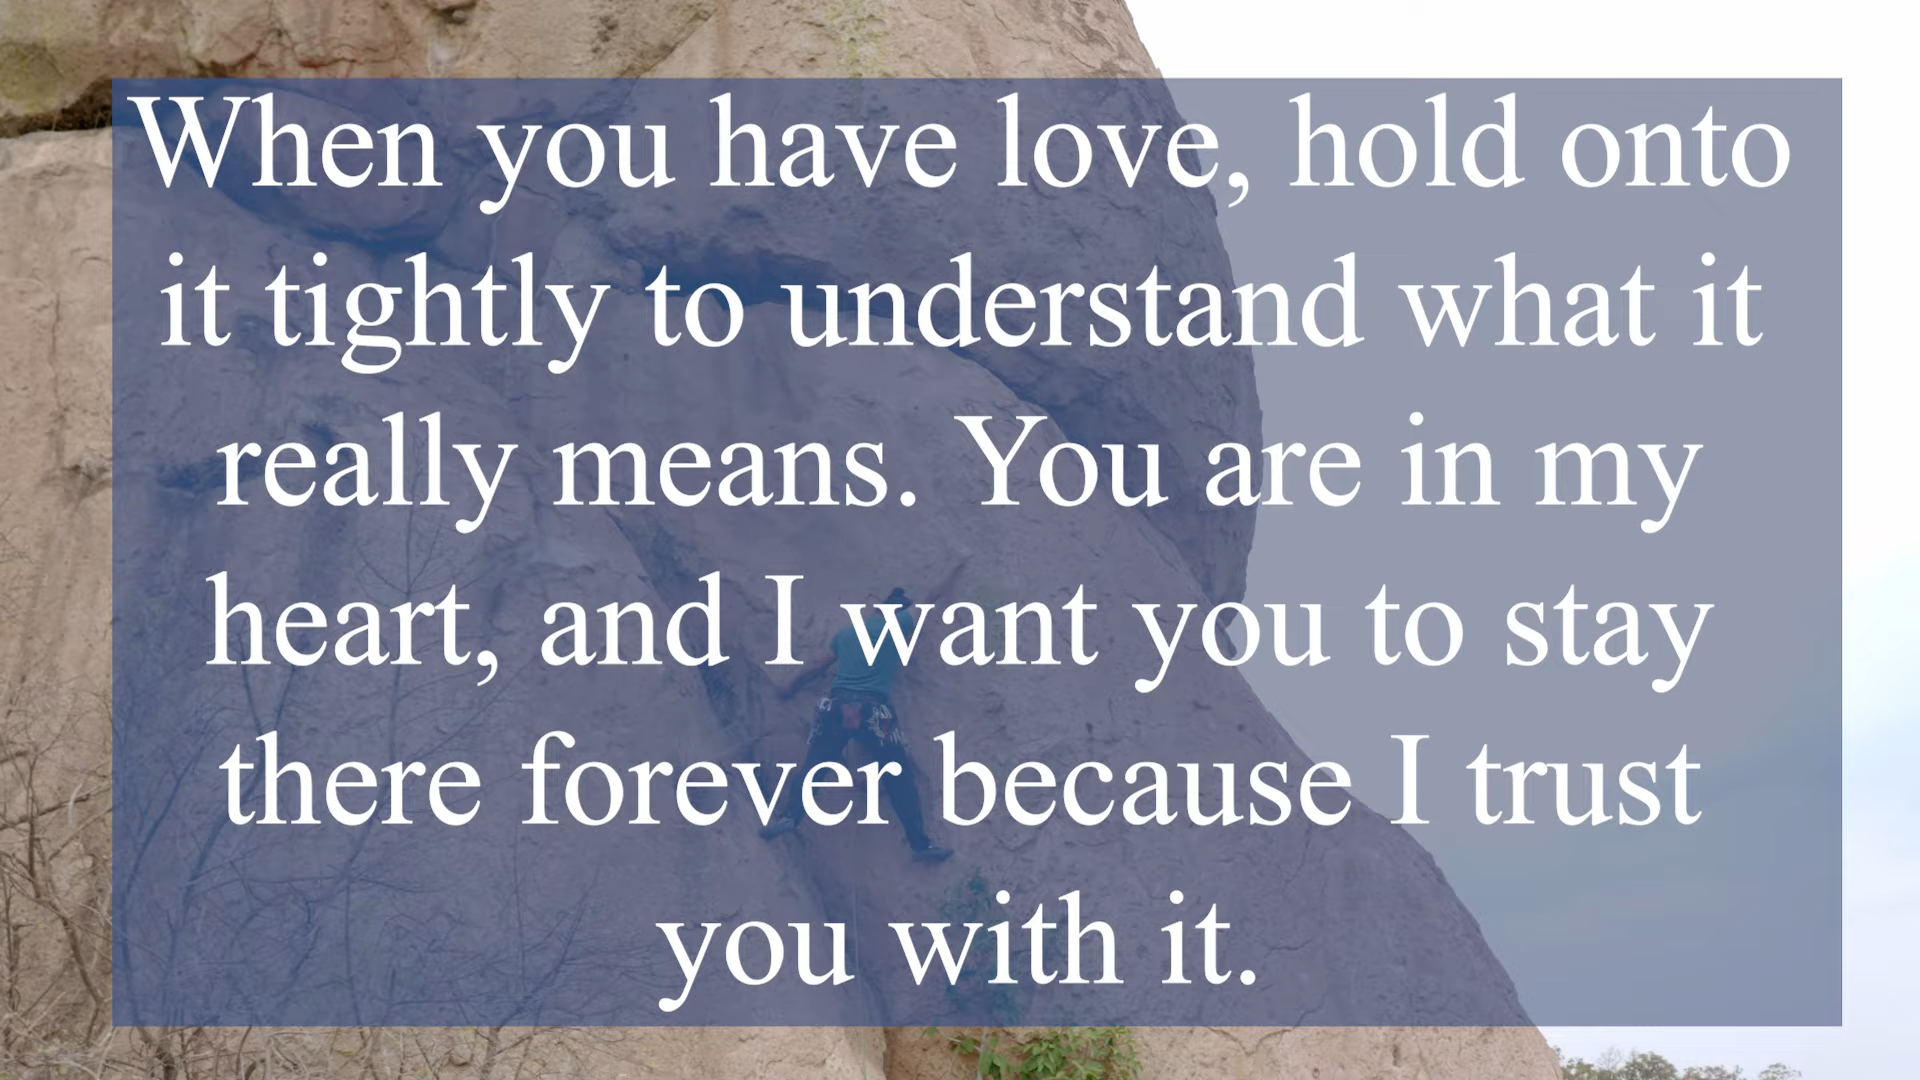 When you have love, hold onto
it tightly to understand what it
really means. You are in my
heart, and I want you to stay
there forever because I trust
you with it.